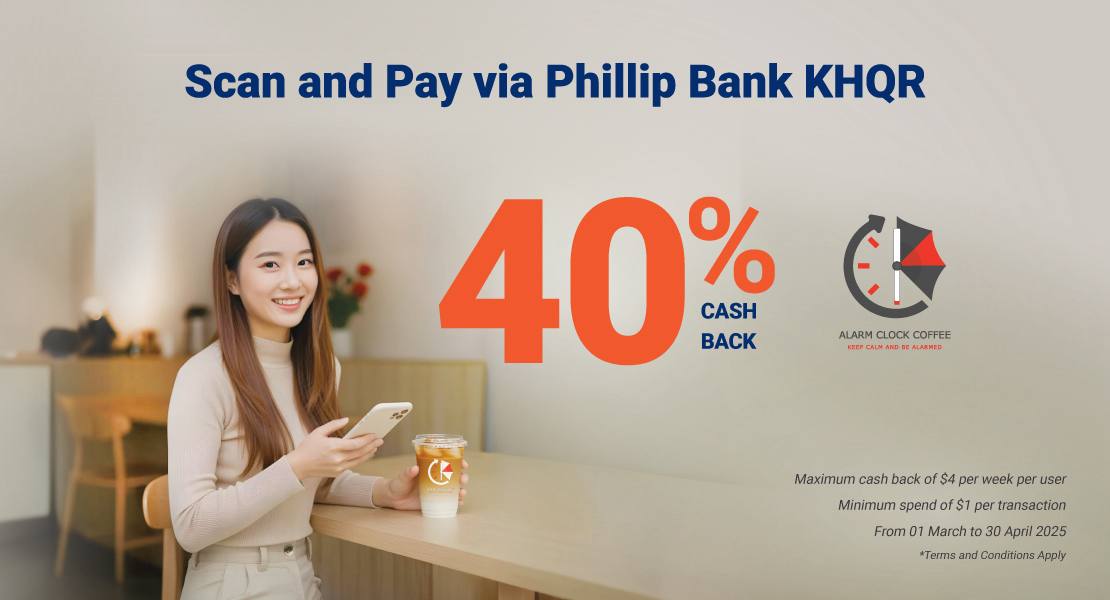 Scan and Pay via Phillip Bank KHQR
40%
CASH
BACK
ALARM CLOCK COFFEE
KEEP CALM AND BE ALARMED
Maximum cash back of $4 per week per user
Minimum spend of $1 per transaction
From 01 March to 30 April 2025
*Terms and Conditions Apply